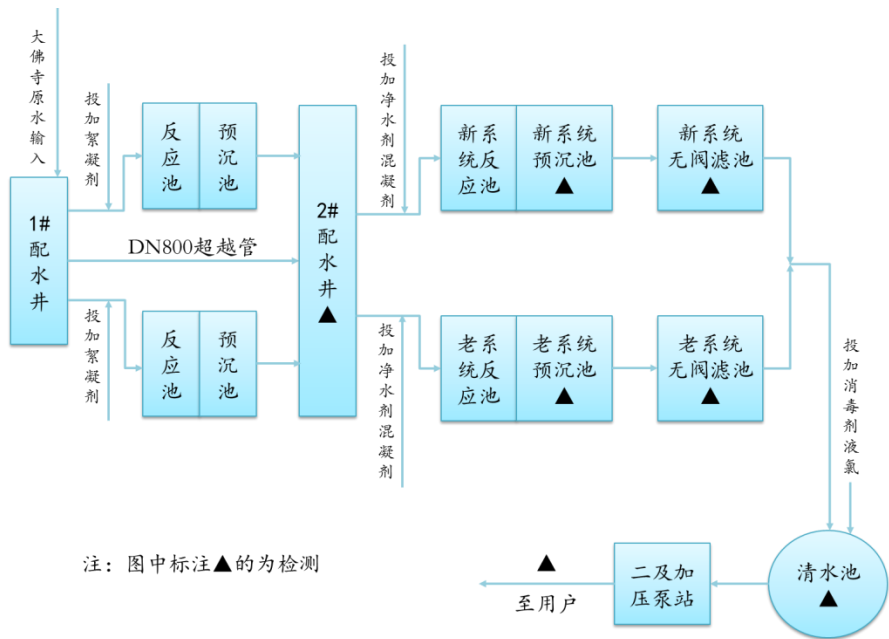 大佛寺原水输入
投加絮凝剂
反应池
预沉池
1#配水井
DN800超越管
投加絮凝剂
反应池
预沉池
2#配水井▲
投加净水剂混凝剂
新系统反应池
新系统
预沉池
▲
新系统
无阀滤池
▲
投加净水剂混凝剂
老系统反应池
老系统
预沉池
▲
老系统
无阀滤池
▲
投加消毒剂液氯
清水池
▲
二及加
压泵站
▲
至用户
注：图中标注▲的为检测